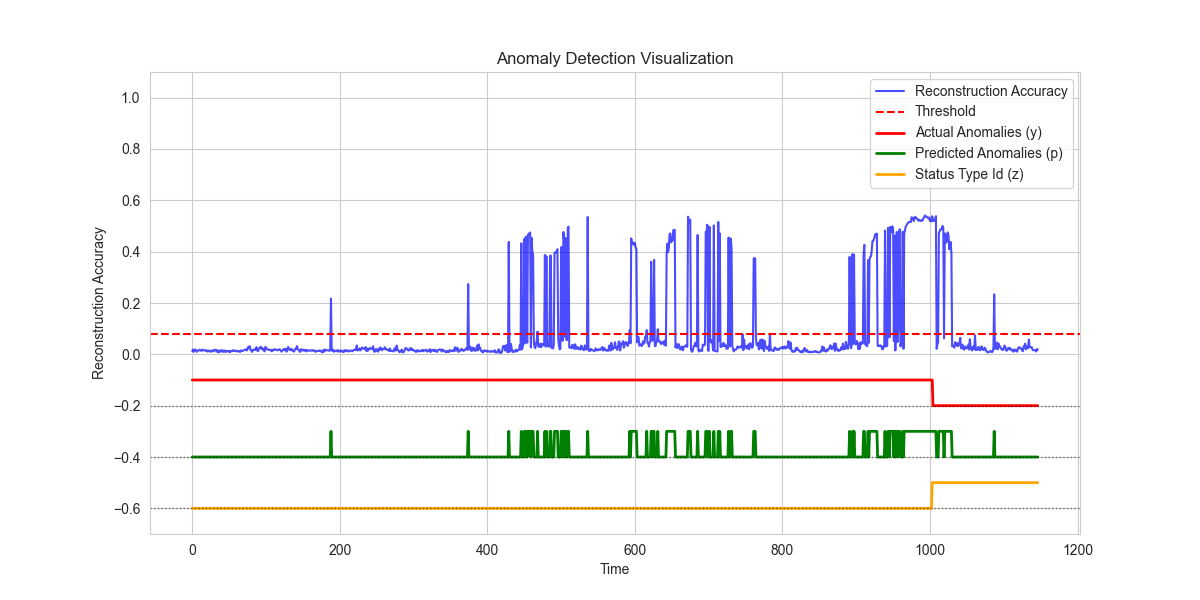 Anomaly Detection Visualization
Reconstruction Accuracy
Threshold
Actual Anomalies (y)
Predicted Anomalies (p)
Status Type Id (z)
Reconstruction Accuracy
1.0
0.8
0.6
0.4
0.2
0.0
−0.2
−0.4
−0.6
0 200 400 600 800 1000 1200
Time